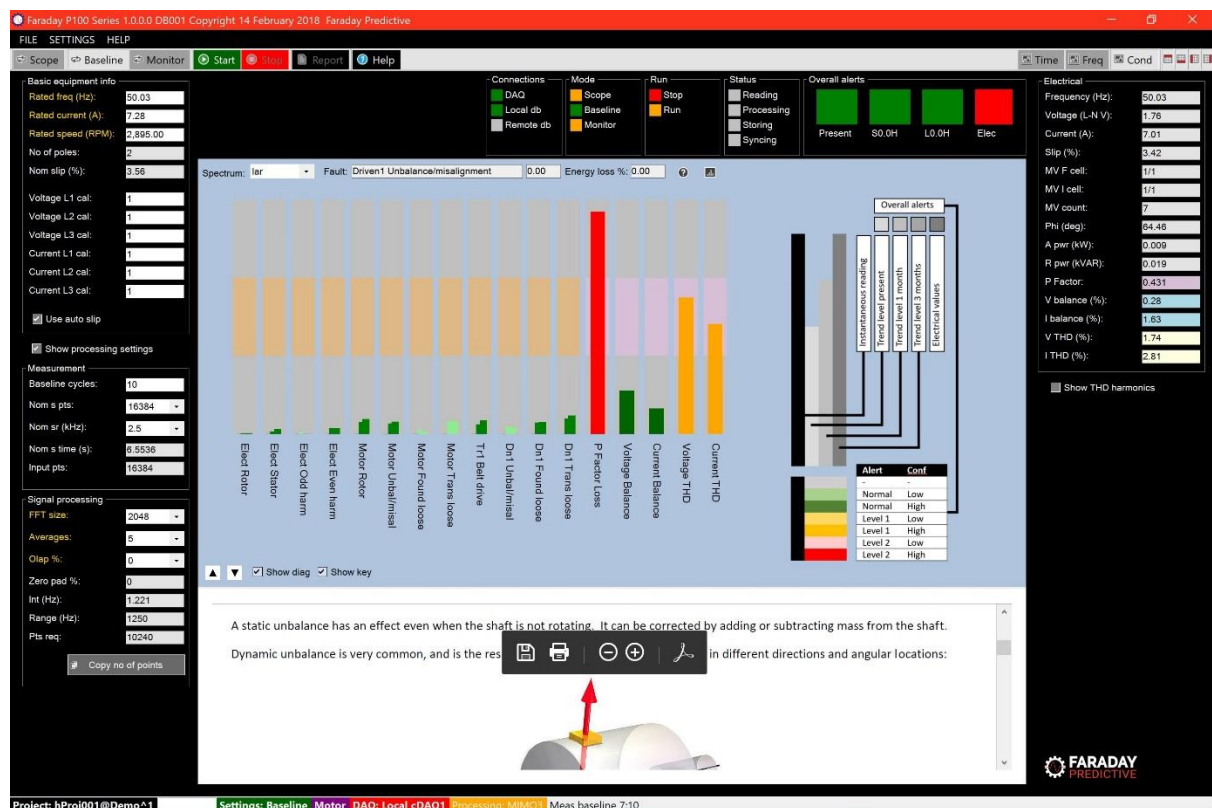 Faraday P100 Series 1.0.0.0 DB001 Copyright 14 February 2018 Faraday Predictive
FILE SETTINGS HELP
Scope Baseline Monitor Start Stop Report Help Time Freq Cond
Basic equipment info
Rated freq (Hz): 50.03
Rated current (A): 7.28
Rated speed (RPM): 2,895.00
No of poles: 2
Nom slip (%): 3.56
Voltage L1 cal: 1
Voltage L2 cal: 1
Voltage L3 cal: 1
Current L1 cal: 1
Current L2 cal: 1
Current L3 cal: 1
Use auto slip
Show processing settings
Measurement
Baseline cycles: 10
Nom s pts: 16384
Nom sr (kHz): 2.5
Nom s time (s): 6.5536
Input pts: 16384
Signal processing
FFT size: 2048
Averages: 5
Olap %: 0
Zero pad %: 0
Int (Hz): 1.221
Range (Hz): 1250
Pts req: 10240
Copy no of points
Connections
DAQ
Local db
Remote db
Mode
Scope
Baseline
Monitor
Run
Stop
Run
Status
Reading
Processing
Storing
Syncing
Overall alerts
Present S0.0H L0.0H Elec
Spectrum: Iar Fault: Driven1 Unbalance/misalignment 0.00 Energy loss %: 0.00
Elect Rotor
Elect Stator
Elect Odd harm
Elect Even harm
Motor Rotor
Motor Unbal/misal
Motor Found loose
Motor Trans loose
Tr1 Belt drive
Dn1 Unbal/misal
Dn1 Found loose
Dn1 Trans loose
P Factor Loss
Voltage Balance
Current Balance
Voltage THD
Current THD
Overall alerts
Instantaneous reading
Trend level present
Trend level 1 month
Trend level 3 months
Electrical values
Alert Conf
- -
Normal Low
Normal High
Level 1 Low
Level 1 High
Level 2 Low
Level 2 High
Show diag Show key
A static unbalance has an effect even when the shaft is not rotating. It can be corrected by adding or subtracting mass from the shaft.
Dynamic unbalance is very common, and is the res in different directions and angular locations:
Electrical
Frequency (Hz): 50.03
Voltage (L-N V): 1.76
Current (A): 7.01
Slip (%): 3.42
MV F cell: 1/1
MV I cell: 1/1
MV count: 7
Phi (deg): 64.46
A pwr (kW): 0.009
R pwr (kVAR): 0.019
P Factor: 0.431
V balance (%): 0.28
I balance (%): 1.63
V THD (%): 1.74
I THD (%): 2.81
Show THD harmonics
FARADAY
PREDICTIVE
Project: hProj001@Demo^1 Settings: Baseline Motor DAQ: Local cDAQ1 Processing: MIMO3 Meas baseline 7:10